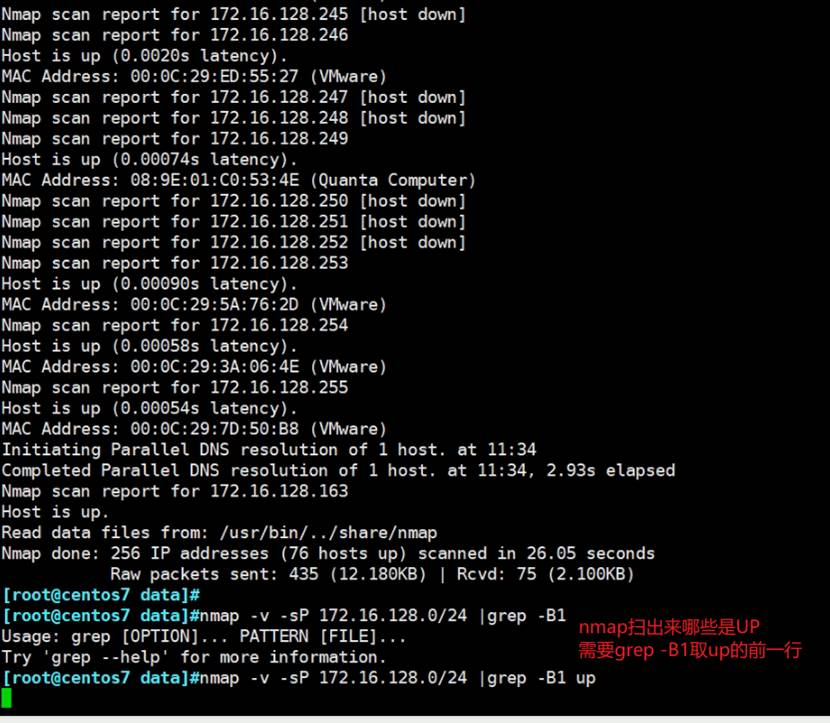 Nmap scan report for 172.16.128.245 [host down]
Nmap scan report for 172.16.128.246
Host is up (0.0020s latency).
MAC Address: 00:0C:29:ED:55:27 (VMware)
Nmap scan report for 172.16.128.247 [host down]
Nmap scan report for 172.16.128.248 [host down]
Nmap scan report for 172.16.128.249
Host is up (0.00074s latency).
MAC Address: 08:9E:01:C0:53:4E (Quanta Computer)
Nmap scan report for 172.16.128.250 [host down]
Nmap scan report for 172.16.128.251 [host down]
Nmap scan report for 172.16.128.252 [host down]
Nmap scan report for 172.16.128.253
Host is up (0.00090s latency).
MAC Address: 00:0C:29:5A:76:2D (VMware)
Nmap scan report for 172.16.128.254
Host is up (0.00058s latency).
MAC Address: 00:0C:29:3A:06:4E (VMware)
Nmap scan report for 172.16.128.255
Host is up (0.00054s latency).
MAC Address: 00:0C:29:7D:50:B8 (VMware)
Initiating Parallel DNS resolution of 1 host. at 11:34
Completed Parallel DNS resolution of 1 host. at 11:34, 2.93s elapsed
Nmap scan report for 172.16.128.163
Host is up.
Read data files from: /usr/bin/../share/nmap
Nmap done: 256 IP addresses (76 hosts up) scanned in 26.05 seconds
Raw packets sent: 435 (12.180KB) | Rcvd: 75 (2.100KB)
[root@centos7 data]#
[root@centos7 data]#nmap -v -sP 172.16.128.0/24 |grep -B1
Usage: grep [OPTION]... PATTERN [FILE]...
Try 'grep --help' for more information.
[root@centos7 data]#nmap -v -sP 172.16.128.0/24 |grep -B1 up
nmap扫出来哪些是UP
需要grep -B1取up的前一行